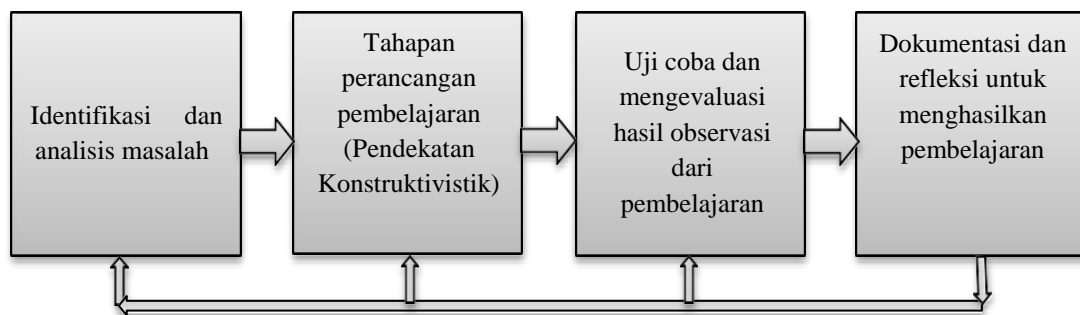 Identifikasi dan
analisis masalah
Tahapan
perancangan
pembelajaran
(Pendekatan
Konstruktivistik)
Uji coba dan
mengevaluasi
hasil observasi
dari
pembelajaran
Dokumentasi dan
refleksi untuk
menghasilkan
pembelajaran